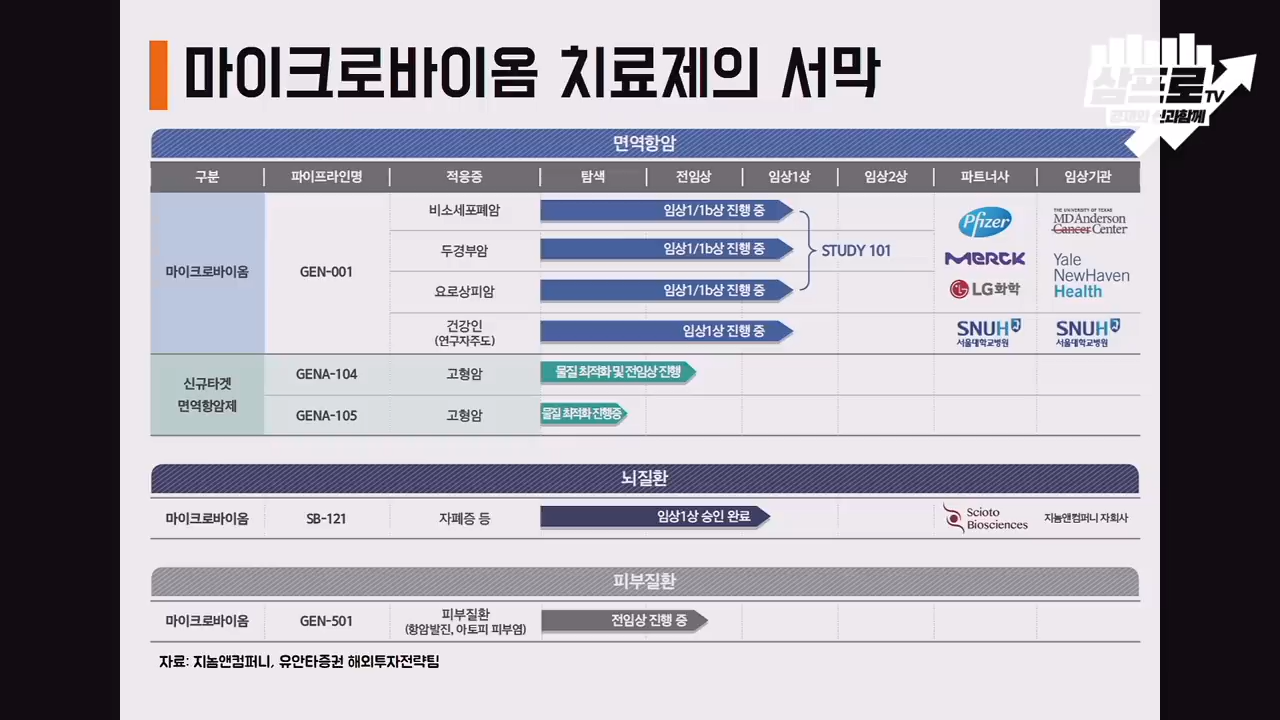 마이크로바이옴 치료제의 서막
삼프로TV
경제의 신과함께
면역항암
구분 파이프라인명 적응증 탐색 전임상 임상1상 임상2상 파트너사 임상기관
마이크로바이옴 GEN-001
비소세포폐암 임상1/1b상 진행 중
두경부암 임상1/1b상 진행 중
요로상피암 임상1/1b상 진행 중
STUDY 101
Pfizer
MERCK
LG화학
THE UNIVERSITY OF TEXAS
MD Anderson
Cancer Center
Yale
NewHaven
Health
건강인
(연구자주도)
임상1상 진행 중
SNUH
서울대학교병원
SNUH
서울대학교병원
신규타겟
면역항암제
GENA-104 고형암 물질 최적화 및 전임상 진행
GENA-105 고형암 물질 최적화 진행중
뇌질환
마이크로바이옴 SB-121 자폐증 등 임상1상 승인 완료
Scioto
Biosciences
지놈앤컴퍼니 자회사
피부질환
마이크로바이옴 GEN-501
피부질환
(항암발진, 아토피 피부염)
전임상 진행 중
자료: 지놈앤컴퍼니, 유안타증권 해외투자전략팀